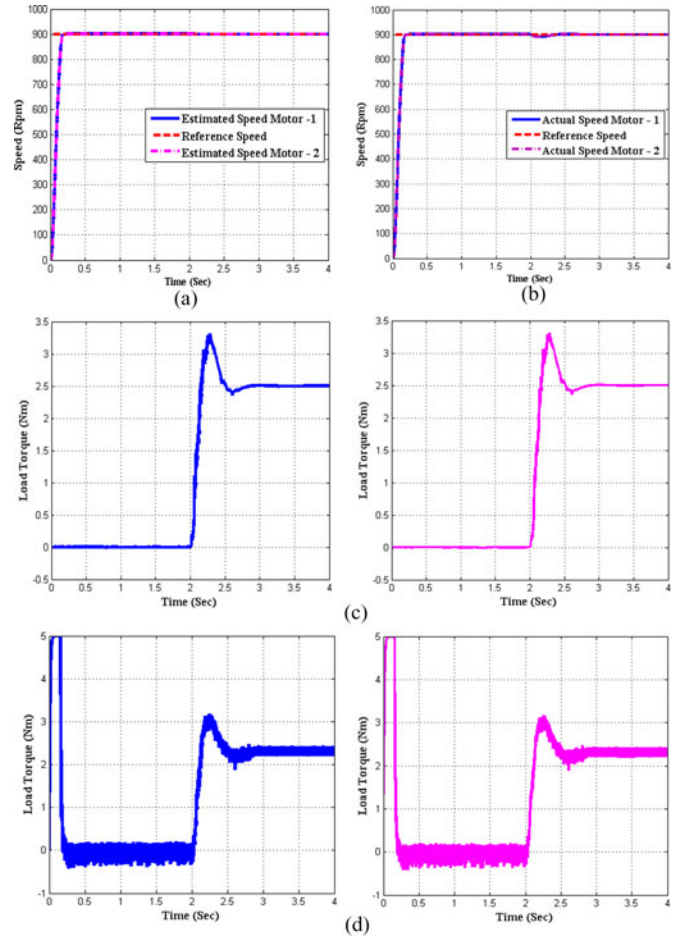 1000
900
800
700
600
500
400
300
200
100
0
Speed (Rpm)
Estimated Speed Motor -1
Reference Speed
Estimated Speed Motor - 2
0 0.5 1 1.5 2 2.5 3 3.5 4
Time (Sec)
(a)
1000
900
800
700
600
500
400
300
200
100
0
Speed (Rpm)
Actual Speed Motor - 1
Reference Speed
Actual Speed Motor - 2
0 0.5 1 1.5 2 2.5 3 3.5 4
Time (Sec)
(b)
3.5
3
2.5
2
1.5
1
0.5
0
-0.5
Load Torque (Nm)
0 0.5 1 1.5 2 2.5 3 3.5 4
Time (Sec)
3.5
3
2.5
2
1.5
1
0.5
0
-0.5
Load Torque (Nm)
0 0.5 1 1.5 2 2.5 3 3.5 4
Time (Sec)
(c)
5
4
3
2
1
0
-1
Load Torque (Nm)
0 0.5 1 1.5 2 2.5 3 3.5 4
Time (Sec)
5
4
3
2
1
0
-1
Load Torque (Nm)
0 0.5 1 1.5 2 2.5 3 3.5 4
Time (Sec)
(d)